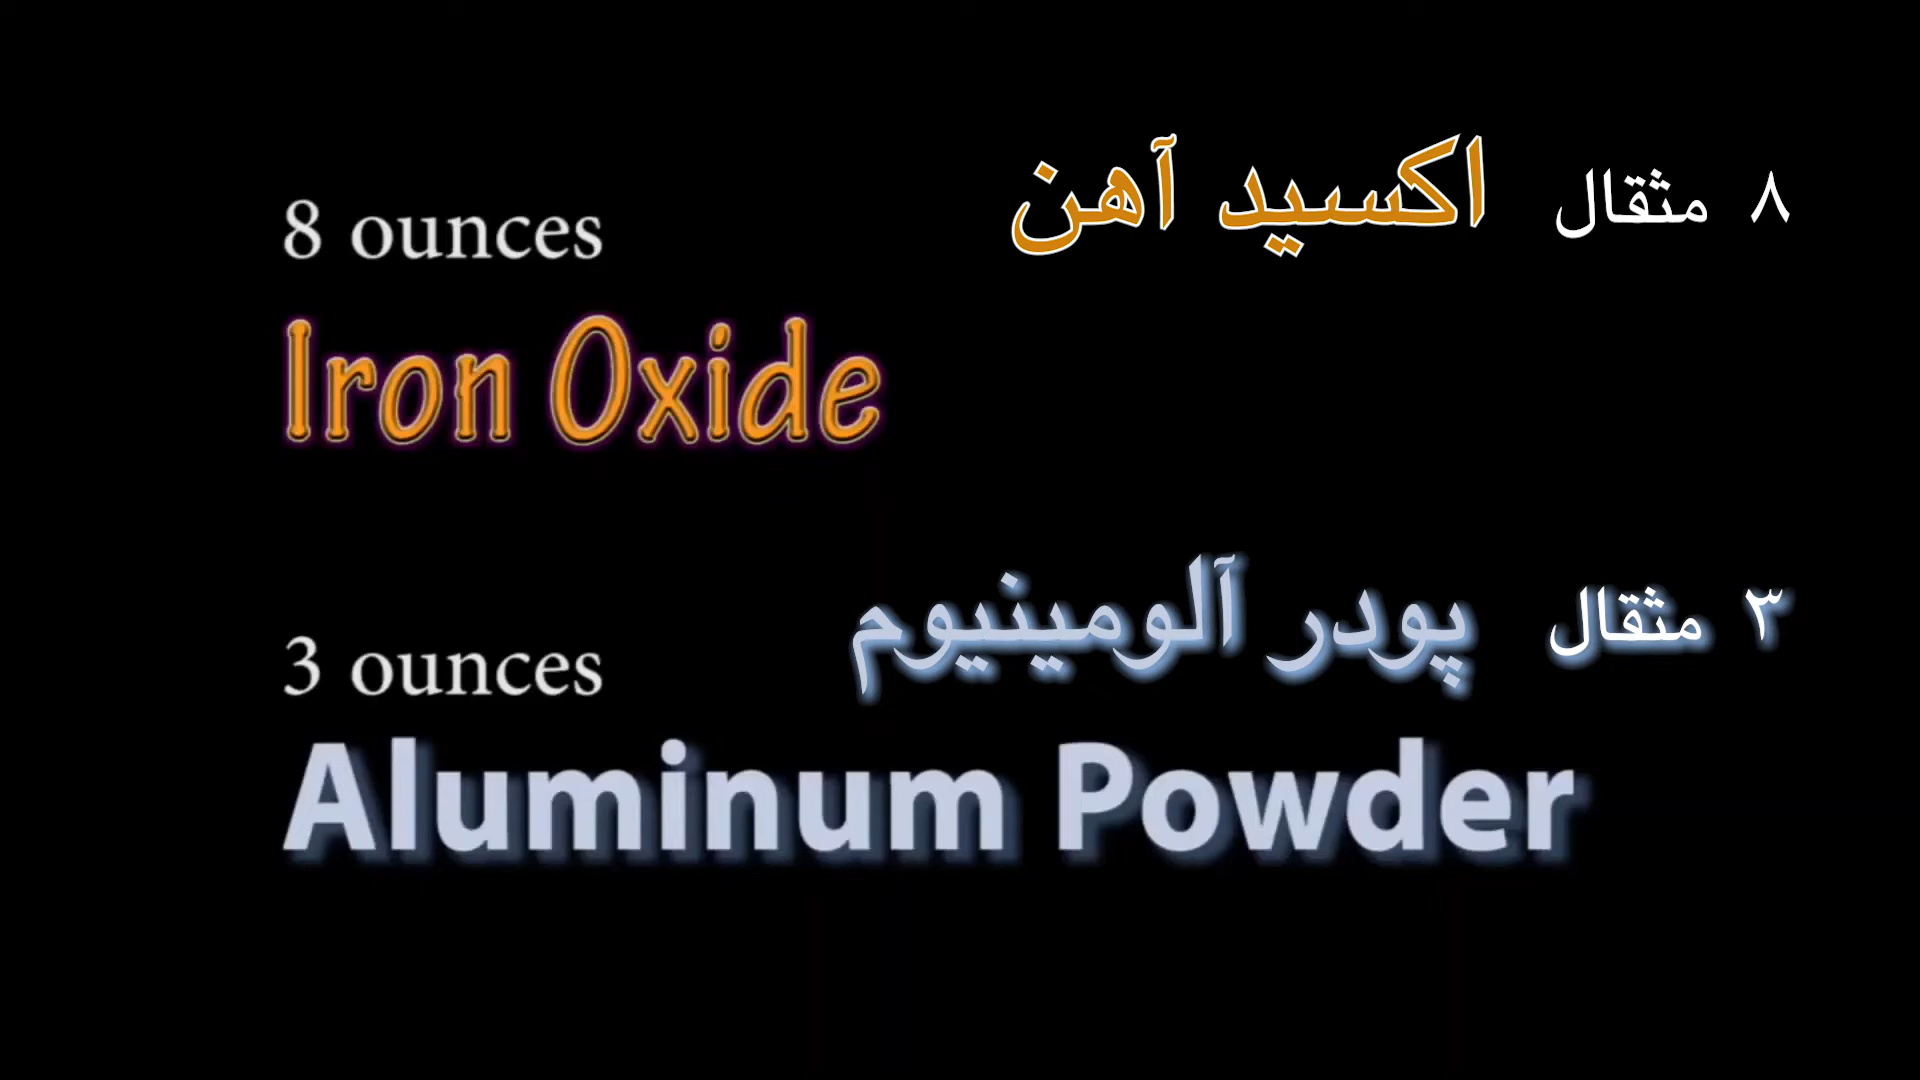 ۸ مثقال اکسید آهن
8 ounces
Iron Oxide
۳ مثقال پودر آلومینیوم
3 ounces
Aluminum Powder